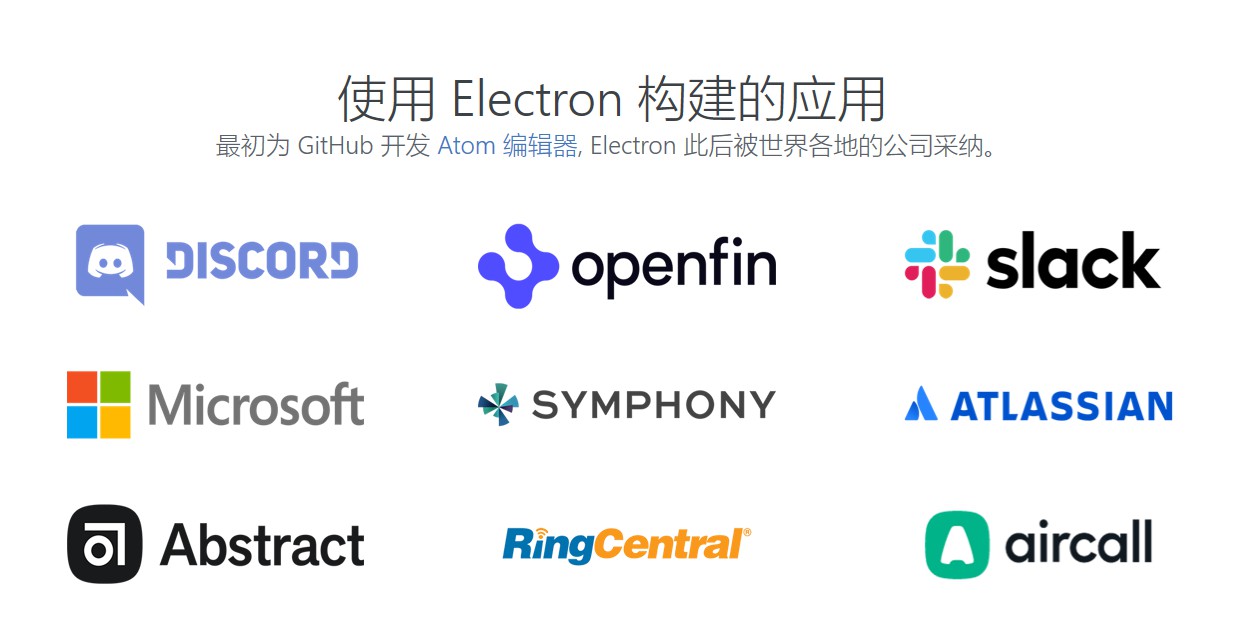 使用 Electron 构建的应用
最初为 GitHub 开发 Atom 编辑器, Electron 此后被世界各地的公司采纳。
DISCORD
openfin
slack
Microsoft
SYMPHONY
ATLASSIAN
Abstract
RingCentral®
aircall